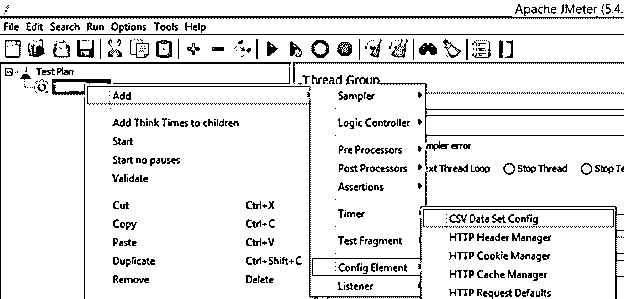 Apache JMeter (5.4.
File Edit Search Run Options Tools Help
Test Plan
Thread Group
Add
Add Think Times to children
Start
Start no pauses
Validate
Cut Ctrl+X
Copy Ctrl+C
Paste Ctrl+V
Duplicate Ctrl+Shift+C
Remove Delete
Sampler
Logic Controller
Pre Processors
Post Processors
Assertions
Timer
Test Fragment
Config Element
Listener
mpler error
xt Thread Loop Stop Thread Stop Te
CSV Data Set Config
HTTP Header Manager
HTTP Cookie Manager
HTTP Cache Manager
HTTP Request Defaults